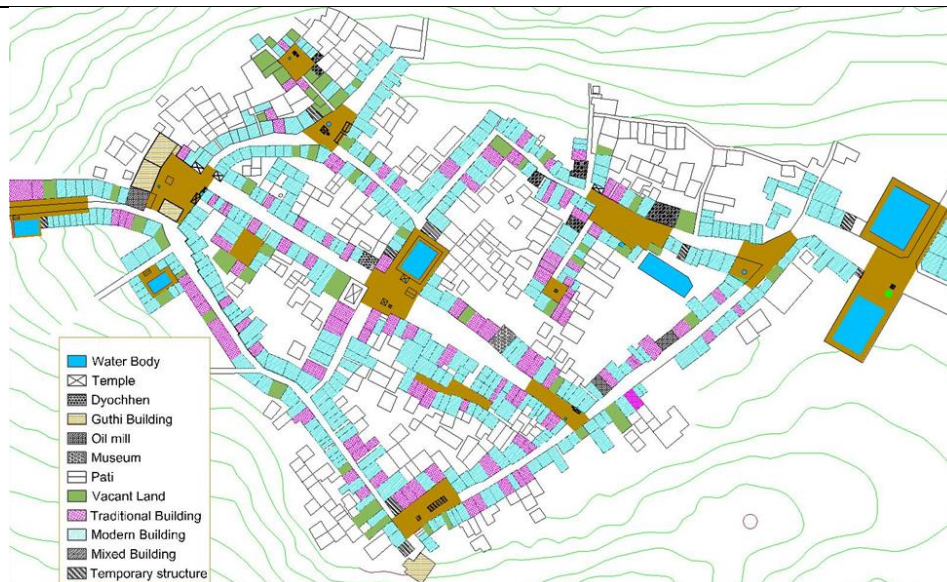 Water Body
Temple
Dyochhen
Guthi Building
Oil mill
Museum
Pati
Vacant Land
Traditional Building
Modern Building
Mixed Building
Temporary structure